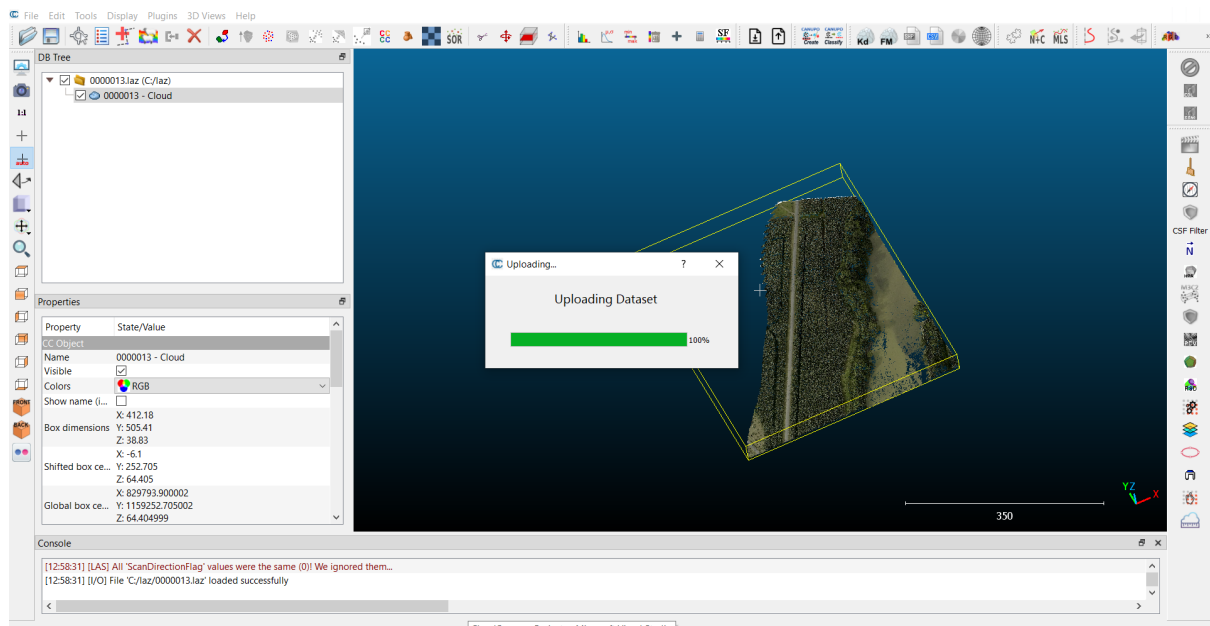 File Edit Tools Display Plugins 3D Views Help
SOR
SF
CANUPO Create
CANUPO Classify
Kd
FM
CSV
N+C
MLS
DB Tree
0000013.laz (C:/laz)
0000013 - Cloud
1:1
CSF Filter
N
M3C2
Uploading... ? ×
Uploading Dataset
100%
Properties
Property State/Value
CC Object
Name 0000013 - Cloud
Visible
Colors RGB
Show name (i...
X: 412.18
Box dimensions Y: 505.41
Z: 38.83
X: -6.1
Shifted box ce... Y: 252.705
Z: 64.405
X: 829793.900002
Global box ce... Y: 1159252.705002
Z: 64.404999
FRONT
BACK
YZ X
350
Console
[12:58:31] [LAS] All 'ScanDirectionFlag' values were the same (0)! We ignored them...
[12:58:31] [I/O] File 'C:/laz/0000013.laz' loaded successfully